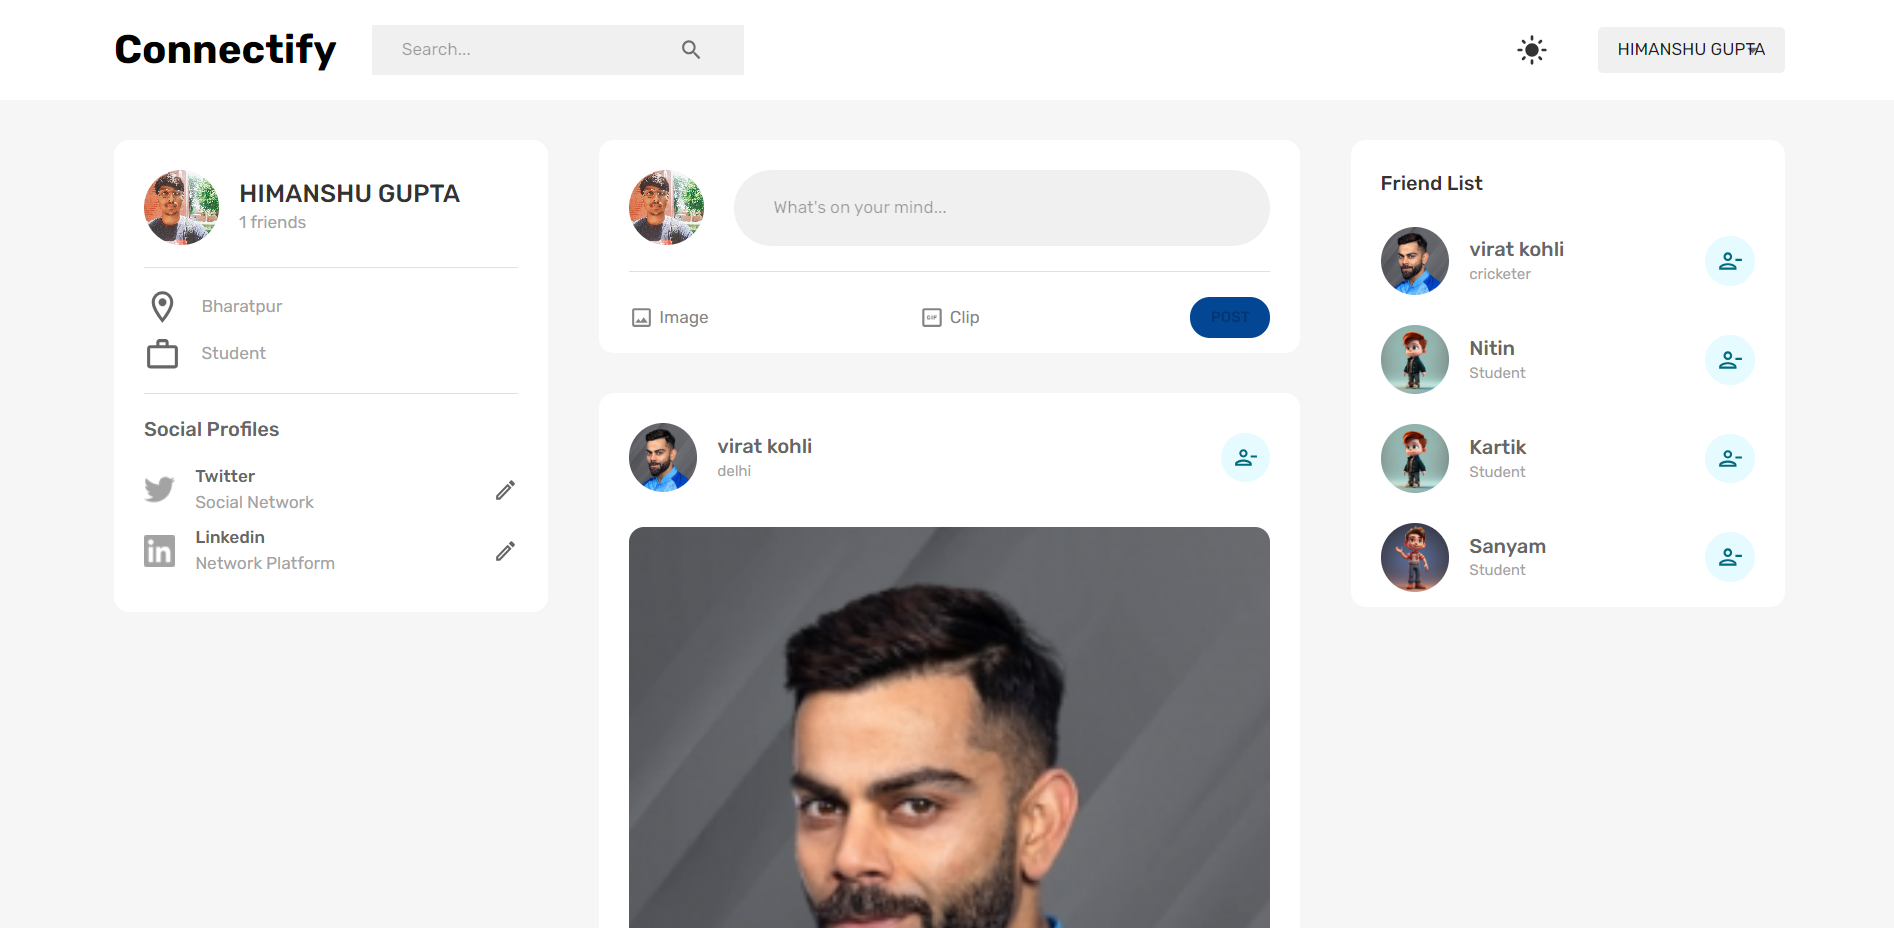 Connectify
Search...
HIMANSHU GUPTA
HIMANSHU GUPTA
1 friends
Bharatpur
Student
Social Profiles
Twitter
Social Network
Linkedin
Network Platform
What's on your mind...
Image
GIF
Clip
POST
virat kohli
delhi
Friend List
virat kohli
cricketer
Nitin
Student
Kartik
Student
Sanyam
Student